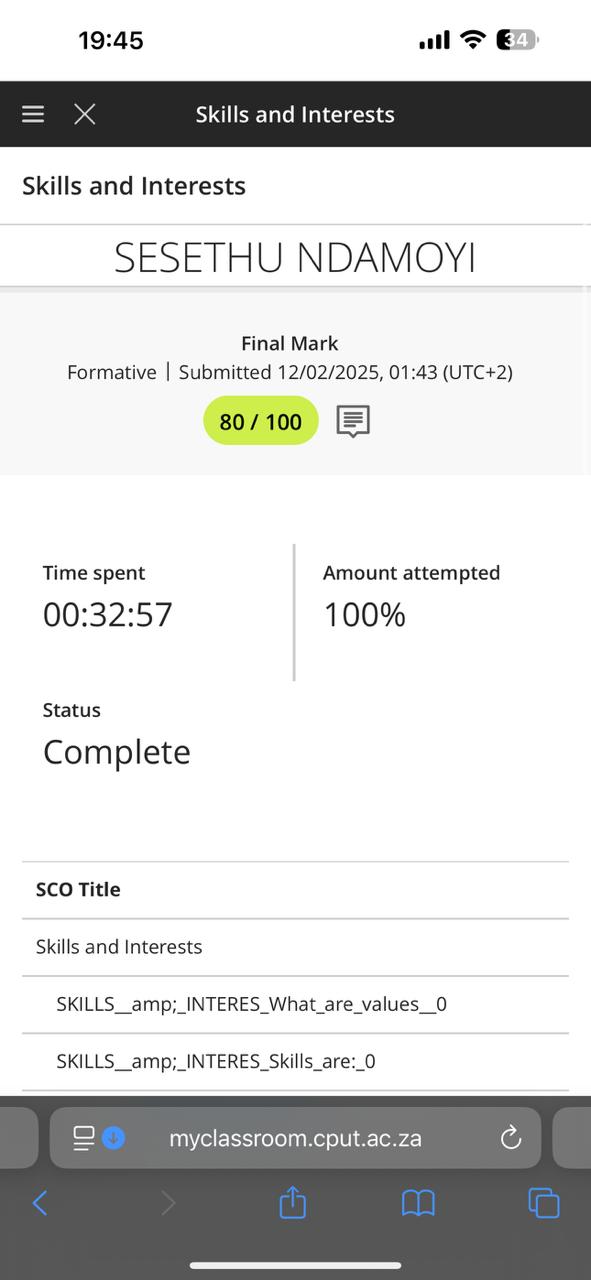 19:45
34
Skills and Interests
Skills and Interests
SESETHU NDAMOYI
Final Mark
Formative | Submitted 12/02/2025, 01:43 (UTC+2)
80 / 100
Time spent
00:32:57
Amount attempted
100%
Status
Complete
SCO Title
Skills and Interests
SKILLS__amp;_INTERES_What_are_values__0
SKILLS__amp;_INTERES_Skills_are:_0
myclassroom.cput.ac.za